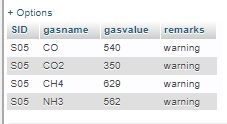 + Options
SID gasname gasvalue remarks
S05 CO 540 warning
S05 CO2 350 warning
S05 CH4 629 warning
S05 NH3 562 warning